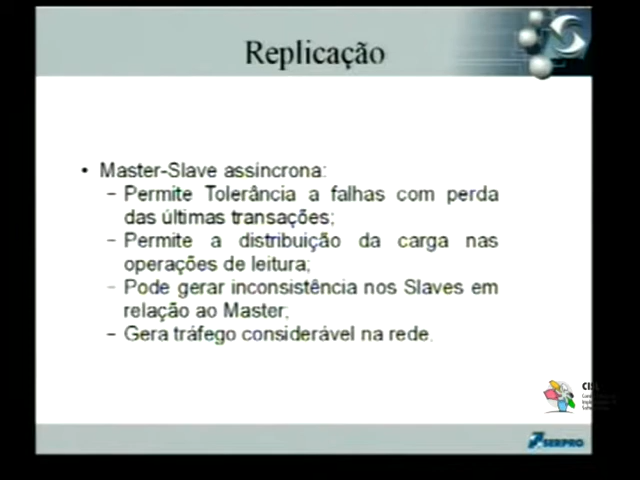 Replicação
• Master-Slave assíncrona:
– Permite Tolerância a falhas com perda
das últimas transações;
– Permite a distribuição da carga nas
operações de leitura;
– Pode gerar inconsistência nos Slaves em
relação ao Master;
– Gera tráfego considerável na rede.
SERPRO